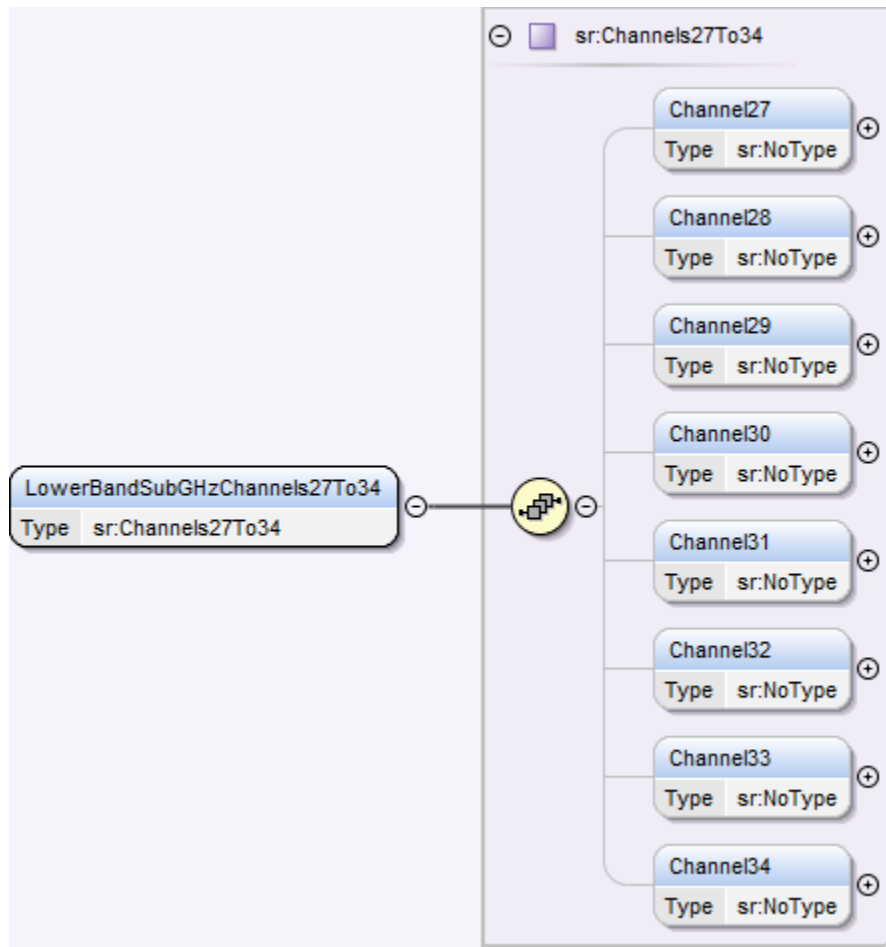 sr:Channels27To34
Channel27
Type sr:NoType
Channel28
Type sr:NoType
Channel29
Type sr:NoType
Channel30
Type sr:NoType
LowerBandSubGHzChannels27To34
Type sr:Channels27To34
Channel31
Type sr:NoType
Channel32
Type sr:NoType
Channel33
Type sr:NoType
Channel34
Type sr:NoType